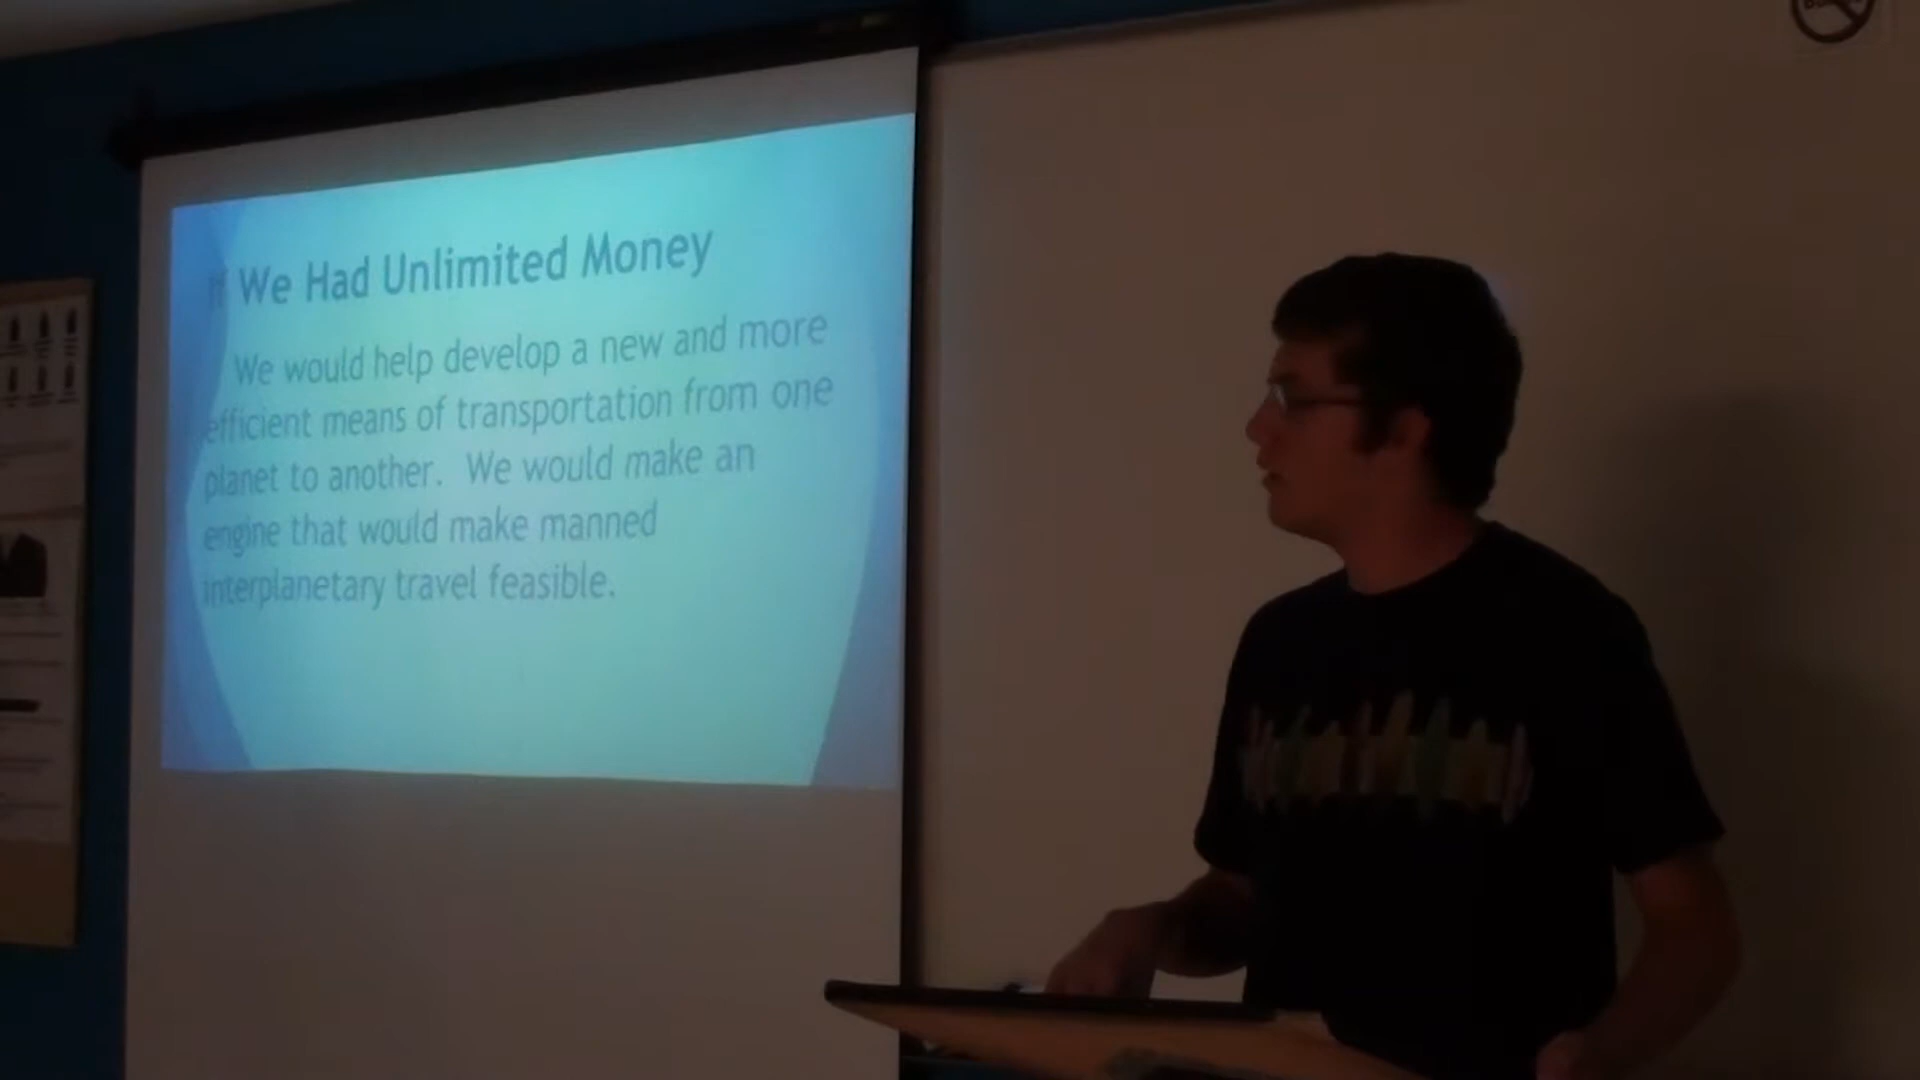 If We Had Unlimited Money
We would help develop a new and more
efficient means of transportation from one
planet to another. We would make an
engine that would make manned
interplanetary travel feasible.